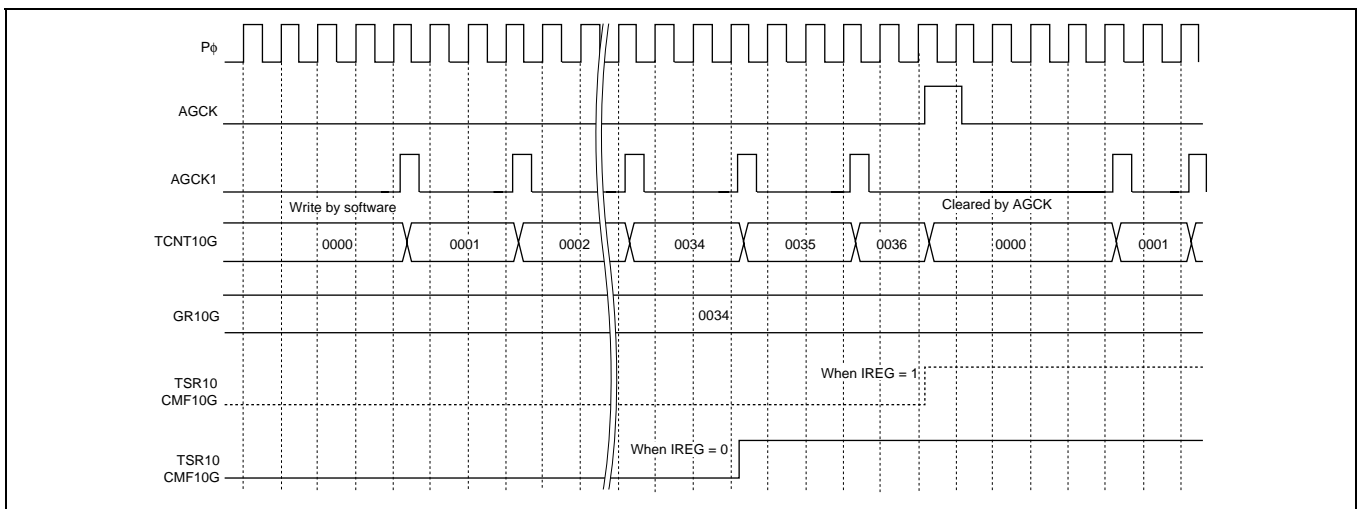 Pφ
AGCK
AGCK1
Write by software
Cleared by AGCK
TCNT10G
0000
0001
0002
0034
0035
0036
0000
0001
GR10G
0034
When IREG = 1
TSR10
CMF10G
When IREG = 0
TSR10
CMF10G